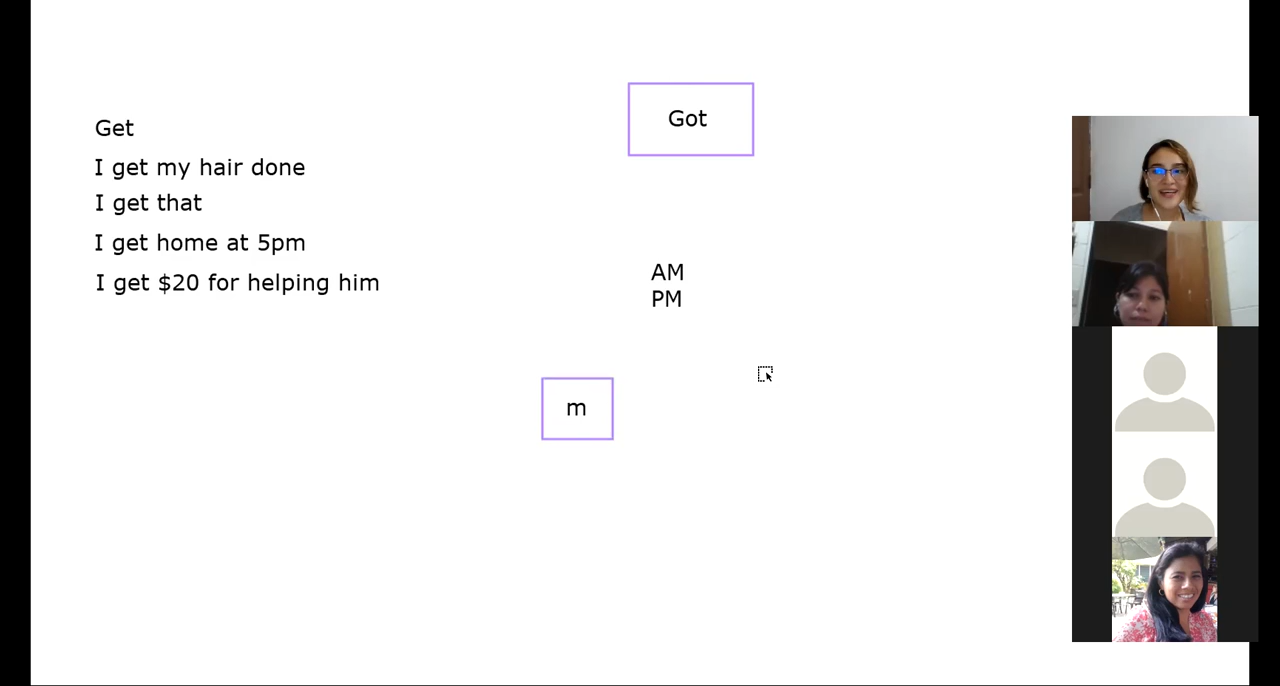 Get
I get my hair done
I get that
I get home at 5pm
I get $20 for helping him
Got
AM
PM
m